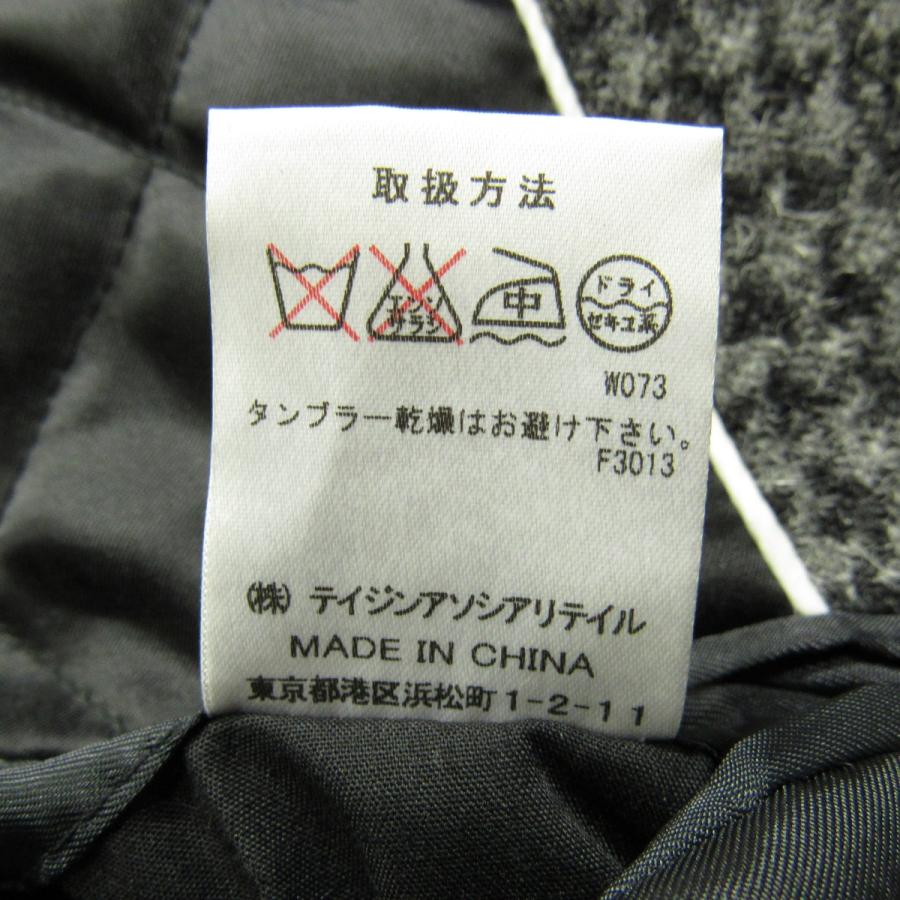 取扱方法
エンソ
サラシ
中
ドライ
セキユ系
W073
タンブラー乾燥はお避け下さい。
F3013
(株) テイジンアソシアリテイル
MADE IN CHINA
東京都港区浜松町1-2-11